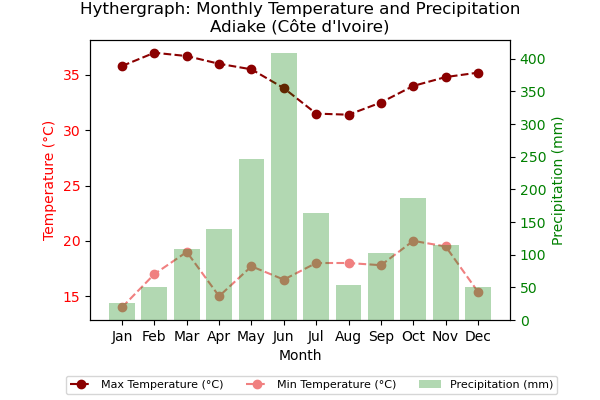 Hythergraph: Monthly Temperature and Precipitation
Adiake (Côte d'Ivoire)
Temperature (°C)
35
30
25
20
15
400
350
300
250
200
150
100
50
0
Precipitation (mm)
Jan Feb Mar Apr May Jun Jul Aug Sep Oct Nov Dec
Month
Max Temperature (°C) Min Temperature (°C) Precipitation (mm)